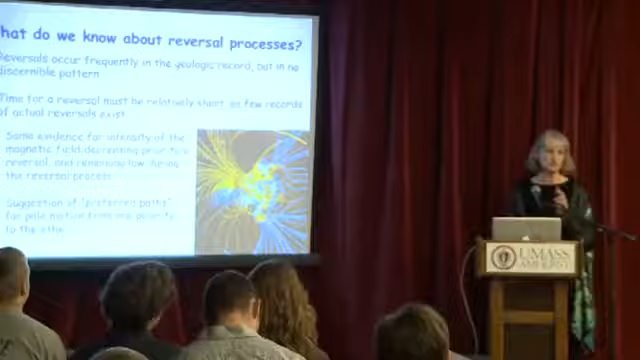 hat do we know about reversal processes?
Reversals occur frequently in the geologic record, but in no
discernible pattern
Time for a reversal must be relatively short as few records
of actual reversals exist
Some evidence for intensity of the
magnetic field decreasing prior to a
reversal, and remaining low during
the reversal process.
Suggestion of "preferred paths"
for pole motion from one polarity
to the other
UMASS
AMHERST